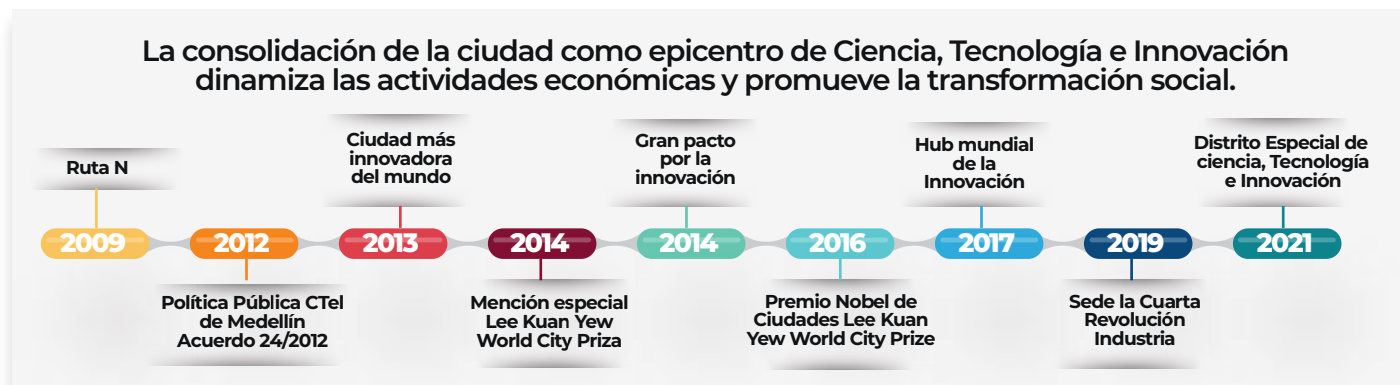 La consolidación de la ciudad como epicentro de Ciencia, Tecnología e Innovación
dinamiza las actividades económicas y promueve la transformación social.
Ruta N
2009
2012
Política Pública CTel
de Medellín
Acuerdo 24/2012
Ciudad más
innovadora
del mundo
2013
2014
Mención especial
Lee Kuan Yew
World City Priza
Gran pacto
por la
innovación
2014
2016
Premio Nobel de
Ciudades Lee Kuan
Yew World City Prize
Hub mundial
de la
Innovación
2017
2019
Sede la Cuarta
Revolución
Industria
Distrito Especial de
ciencia, Tecnología
e Innovación
2021